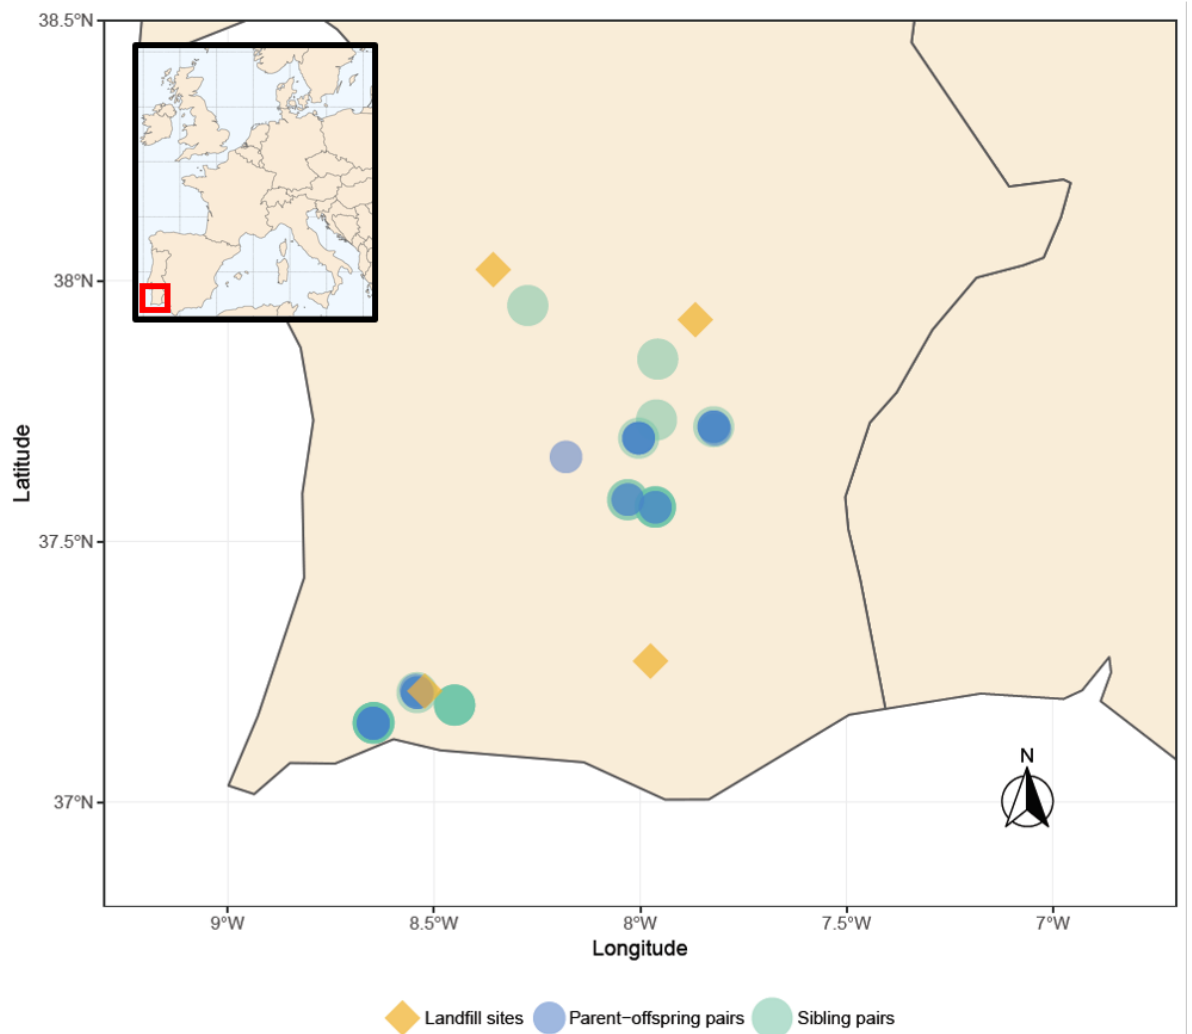 38.5°N
38°N
37.5°N
37°N
Latitude
N
9°W
8.5°W
8°W
7.5°W
7°W
Longitude
Landfill sites
Parent−offspring pairs
Sibling pairs